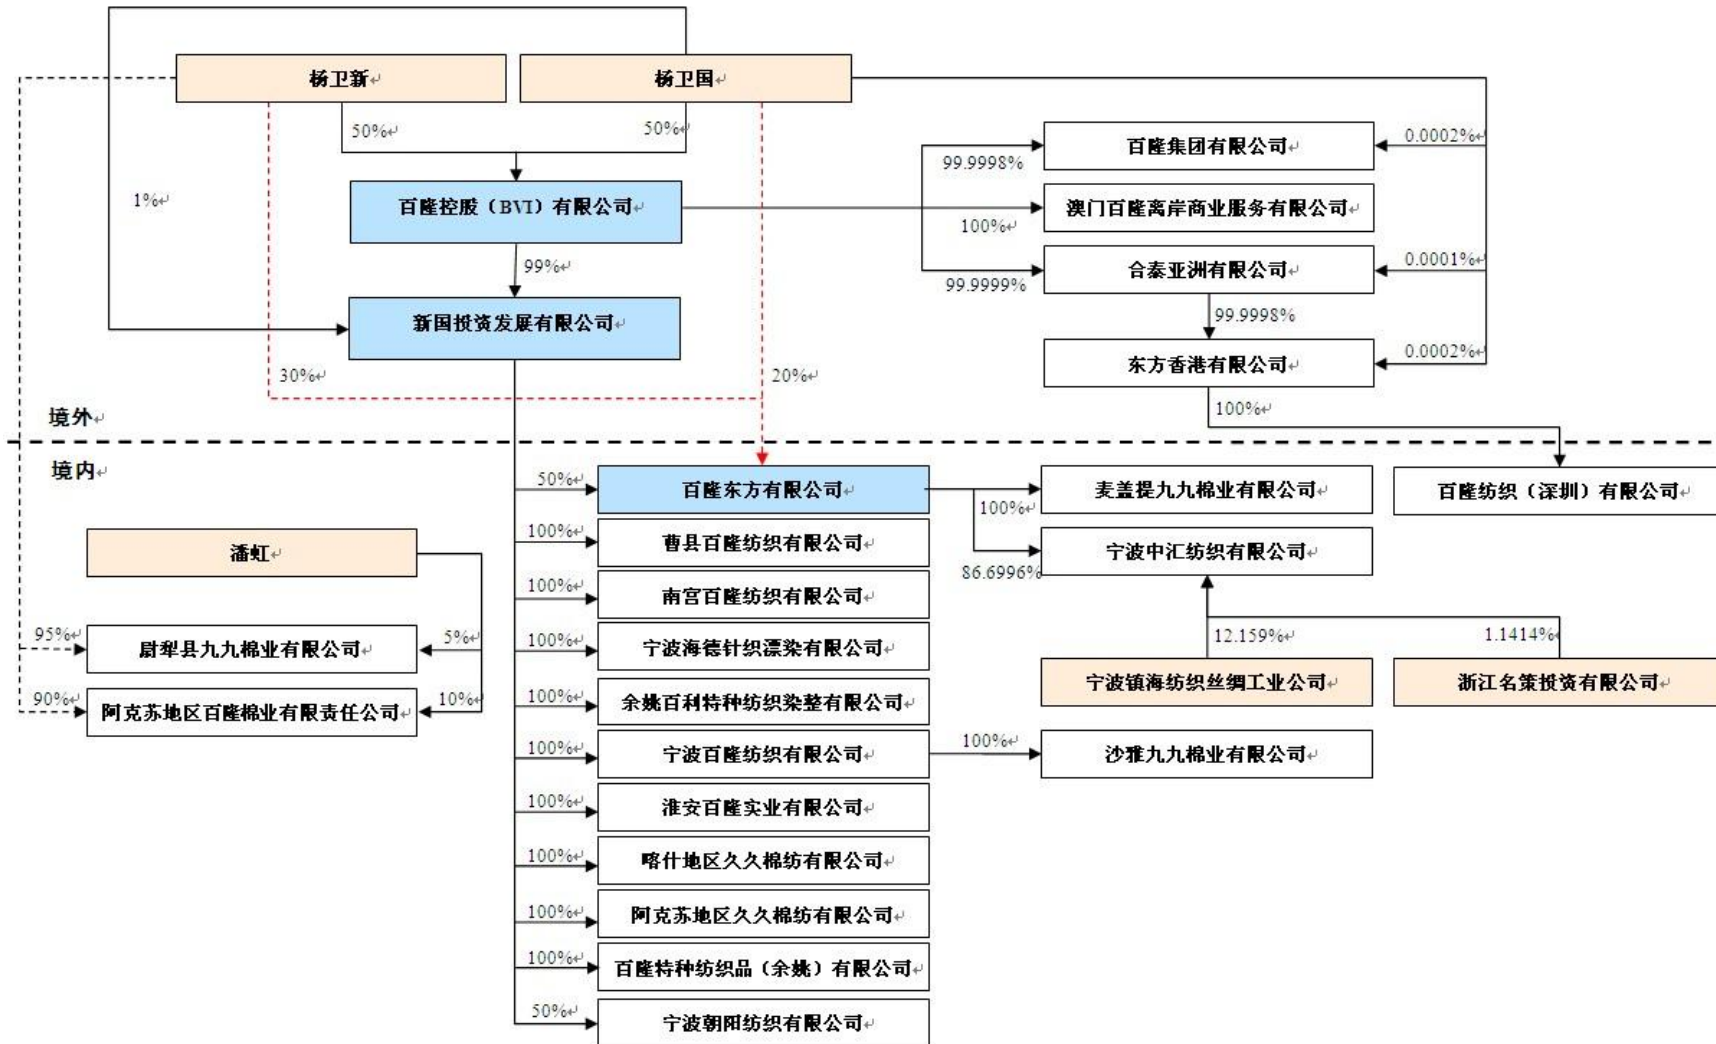 杨卫新
杨卫国
50%
50%
百隆集团有限公司
0.0002%
99.9998%
1%
百隆控股（BVI）有限公司
澳门百隆离岸商业服务有限公司
100%
99%
合泰亚洲有限公司
0.0001%
99.9999%
新国投资发展有限公司
99.9998%
东方香港有限公司
0.0002%
30%
20%
境外
100%
境内
50%
百隆东方有限公司
麦盖提九九棉业有限公司
百隆纺织（深圳）有限公司
100%
100%
曹县百隆纺织有限公司
宁波中汇纺织有限公司
潘虹
86.6996%
100%
南宫百隆纺织有限公司
95%
尉犁县九九棉业有限公司
5%
100%
宁波海德针织漂染有限公司
12.159%
1.1414%
90%
阿克苏地区百隆棉业有限责任公司
10%
100%
余姚百利特种纺织染整有限公司
宁波镇海纺织丝绸工业公司
浙江名策投资有限公司
100%
宁波百隆纺织有限公司
100%
沙雅九九棉业有限公司
100%
淮安百隆实业有限公司
100%
喀什地区久久棉纺有限公司
100%
阿克苏地区久久棉纺有限公司
100%
百隆特种纺织品（余姚）有限公司
50%
宁波朝阳纺织有限公司